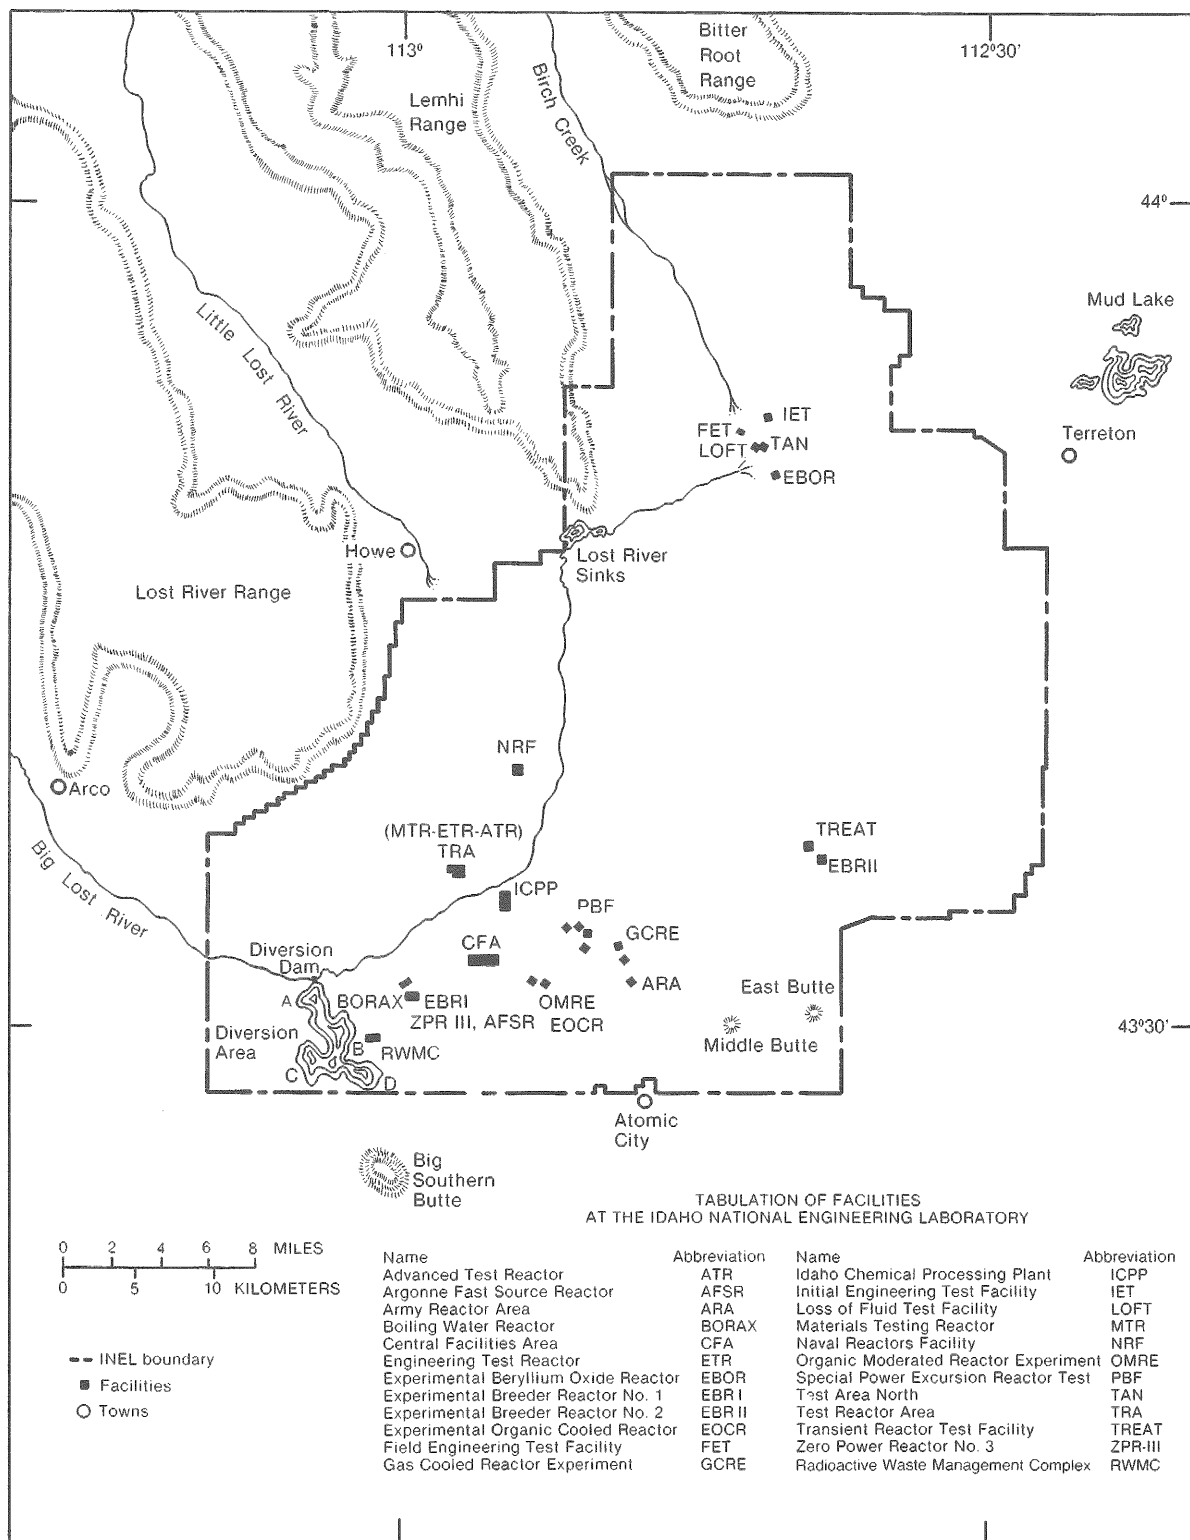 113°
112°30'
Bitter
Root
Range
Birch Creek
Lemhi
Range
44°
Mud Lake
Little Lost River
IET
FET
LOFT
TAN
Terreton
EBOR
Howe
Lost River
Sinks
Lost River Range
NRF
Arco
(MTR-ETR-ATR)
TRA
TREAT
EBRII
Big Lost River
ICPP
PBF
GCRE
CFA
Diversion
Dam
ARA
East Butte
A
BORAX
EBRI
OMRE
ZPR III, AFSR
EOCR
43°30'
Diversion
Area
B
RWMC
Middle Butte
C
D
Atomic
City
Big
Southern
Butte
TABULATION OF FACILITIES
AT THE IDAHO NATIONAL ENGINEERING LABORATORY
0 2 4 6 8 MILES
0 5 10 KILOMETERS
INEL boundary
Facilities
Towns
Name Abbreviation Name Abbreviation
Advanced Test Reactor ATR Idaho Chemical Processing Plant ICPP
Argonne Fast Source Reactor AFSR Initial Engineering Test Facility IET
Army Reactor Area ARA Loss of Fluid Test Facility LOFT
Boiling Water Reactor BORAX Materials Testing Reactor MTR
Central Facilities Area CFA Naval Reactors Facility NRF
Engineering Test Reactor ETR Organic Moderated Reactor Experiment OMRE
Experimental Beryllium Oxide Reactor EBOR Special Power Excursion Reactor Test PBF
Experimental Breeder Reactor No. 1 EBR I Test Area North TAN
Experimental Breeder Reactor No. 2 EBR II Test Reactor Area TRA
Experimental Organic Cooled Reactor EOCR Transient Reactor Test Facility TREAT
Field Engineering Test Facility FET Zero Power Reactor No. 3 ZPR-III
Gas Cooled Reactor Experiment GCRE Radioactive Waste Management Complex RWMC